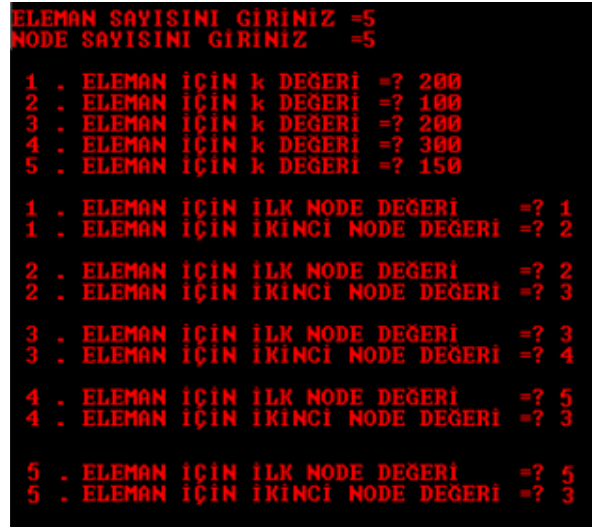 ELEMAN SAYISINI GİRİNİZ =5
NODE SAYISINI GİRİNİZ =5
1 . ELEMAN İÇİN k DEĞERİ =? 200
2 . ELEMAN İÇİN k DEĞERİ =? 100
3 . ELEMAN İÇİN k DEĞERİ =? 200
4 . ELEMAN İÇİN k DEĞERİ =? 300
5 . ELEMAN İÇİN k DEĞERİ =? 150
1 . ELEMAN İÇİN İLK NODE DEĞERİ =? 1
1 . ELEMAN İÇİN İKİNCİ NODE DEĞERİ =? 2
2 . ELEMAN İÇİN İLK NODE DEĞERİ =? 2
2 . ELEMAN İÇİN İKİNCİ NODE DEĞERİ =? 3
3 . ELEMAN İÇİN İLK NODE DEĞERİ =? 3
3 . ELEMAN İÇİN İKİNCİ NODE DEĞERİ =? 4
4 . ELEMAN İÇİN İLK NODE DEĞERİ =? 5
4 . ELEMAN İÇİN İKİNCİ NODE DEĞERİ =? 3
5 . ELEMAN İÇİN İLK NODE DEĞERİ =? 5
5 . ELEMAN İÇİN İKİNCİ NODE DEĞERİ =? 3